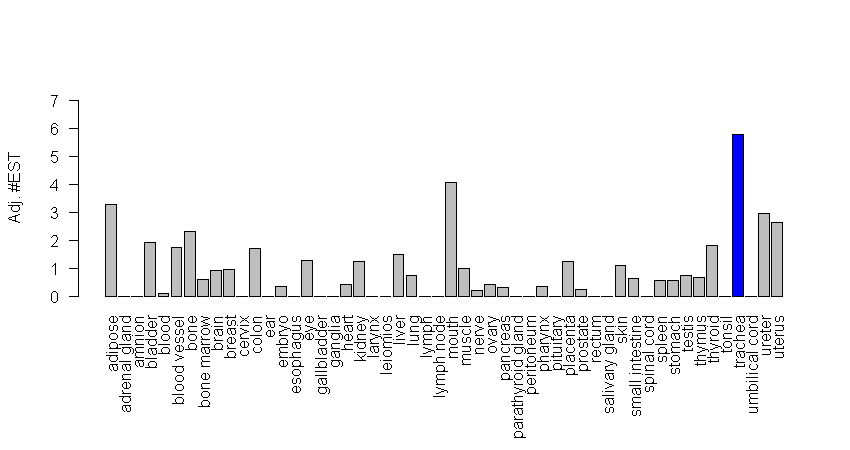 Adj. #EST
7
6
5
4
3
2
1
0
adipose
adrenal gland
amnion
bladder
blood
blood vessel
bone
bone marrow
brain
breast
cervix
colon
ear
embryo
esophagus
eye
gallbladder
ganglia
heart
kidney
larynx
leiomios
liver
lung
lymph
lymph node
mouth
muscle
nerve
ovary
pancreas
parathyroid gland
peritoneum
pharynx
pituitary
placenta
prostate
rectum
salivary gland
skin
small intestine
spinal cord
spleen
stomach
testis
thymus
thyroid
tonsil
trachea
umbilical cord
ureter
uterus